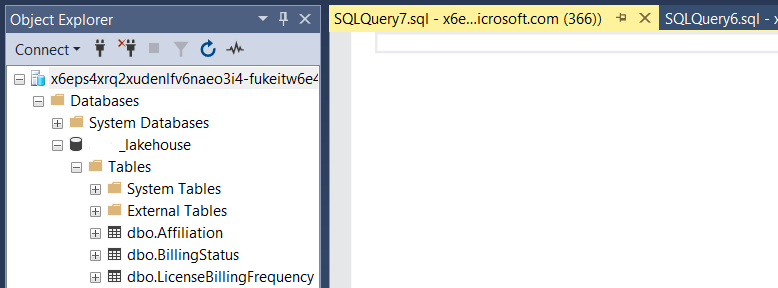 Object Explorer
Connect
x6eps4xrq2xudenlfv6naeo3i4-fukeitw6e4
Databases
System Databases
_lakehouse
Tables
System Tables
External Tables
dbo.Affiliation
dbo.BillingStatus
dbo.LicenseBillingFrequency
SQLQuery7.sql - x6e...icrosoft.com (366))
SQLQuery6.sql - x